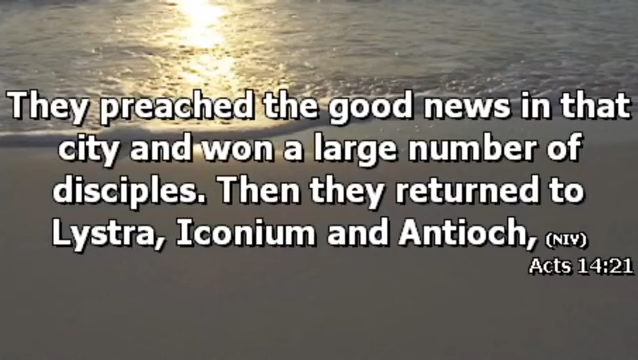 They preached the good news in that
city and won a large number of
disciples. Then they returned to
Lystra, Iconium and Antioch, (NIV)
Acts 14:21